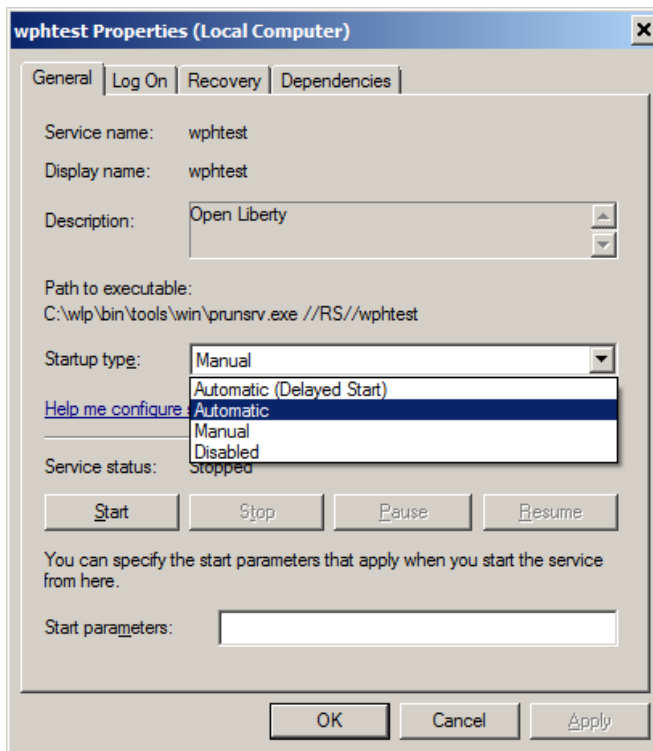 wphtest Properties (Local Computer)
General Log On Recovery Dependencies
Service name: wphtest
Display name: wphtest
Description: Open Liberty
Path to executable:
C:\wlp\bin\tools\win\prunsrv.exe //RS//wphtest
Startup type: Manual
Automatic (Delayed Start)
Help me configure Automatic
Manual
Disabled
Service status: Stopped
Start Stop Pause Resume
You can specify the start parameters that apply when you start the service
from here.
Start parameters:
OK Cancel Apply